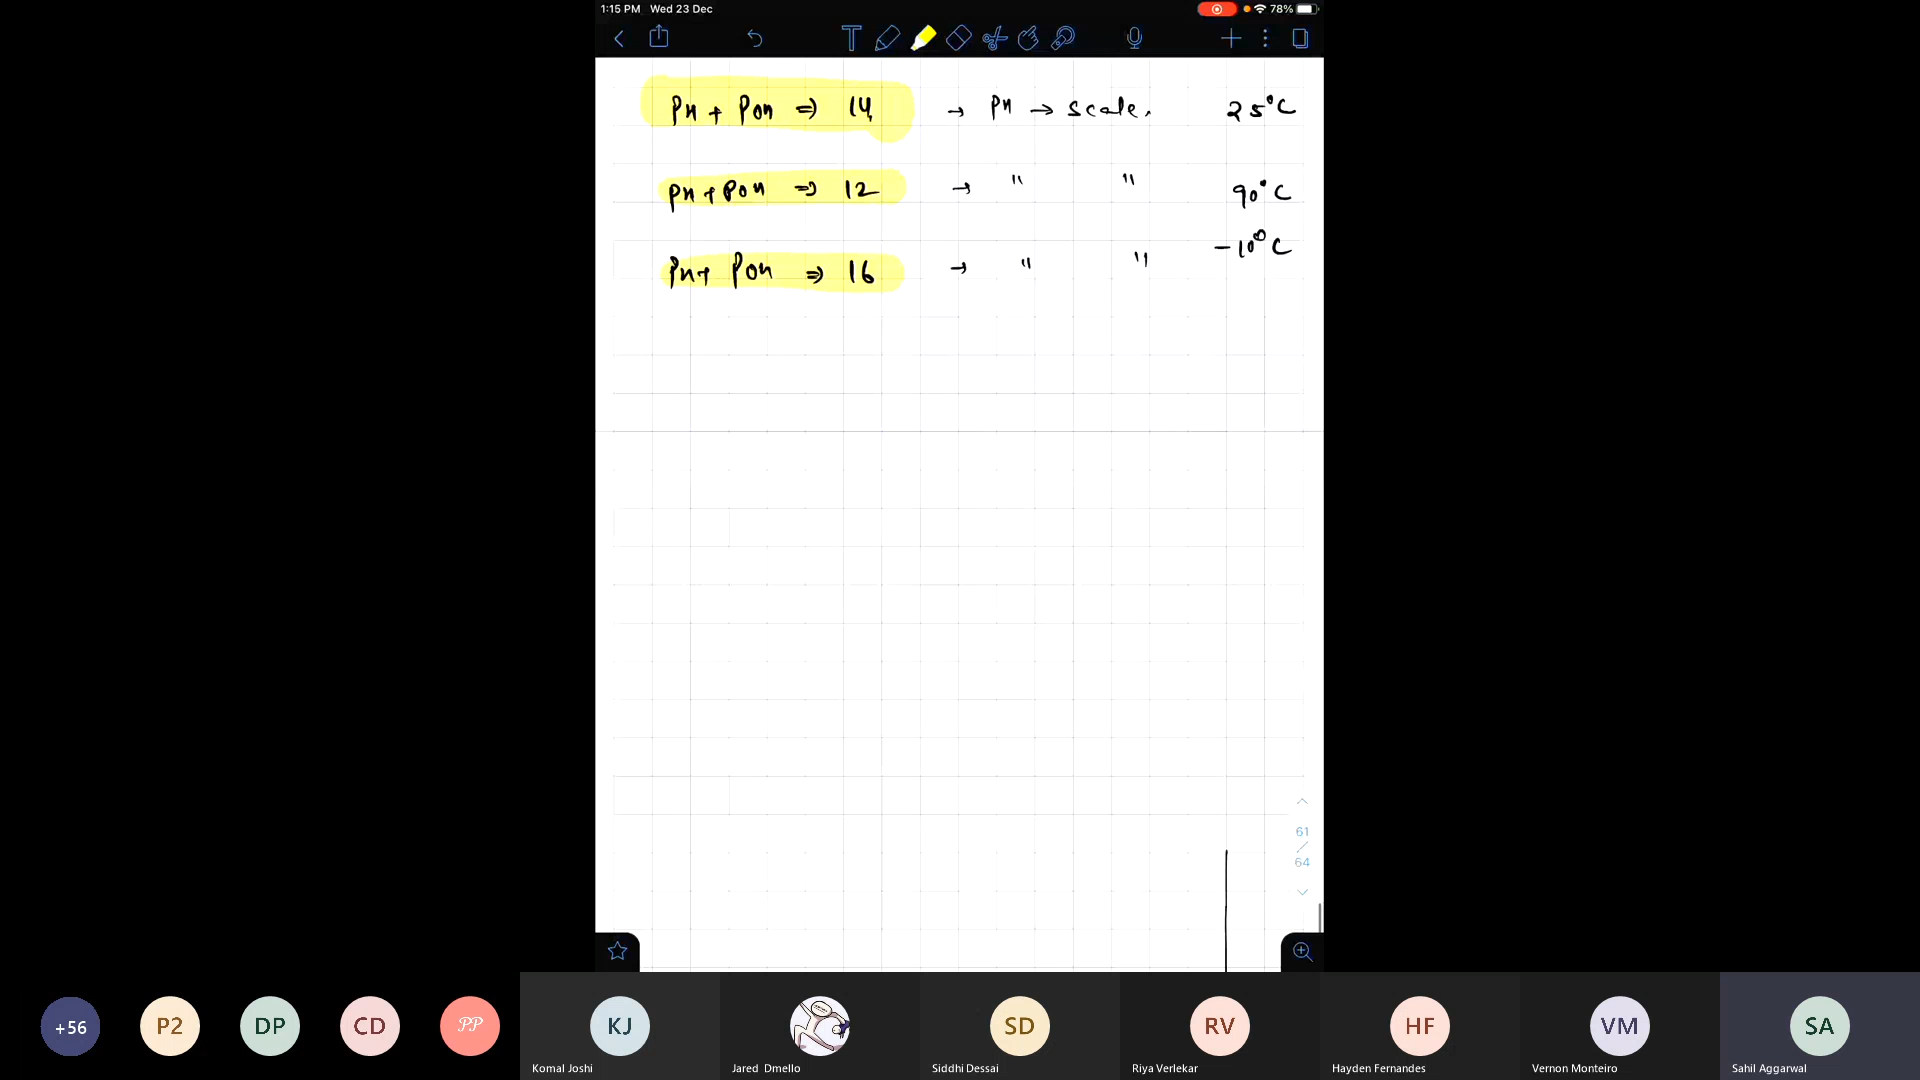 1:15 PM Wed 23 Dec 78%
PH + POH ⇒ 14 → PH → scale. 25°C
PH + POH ⇒ 12 → " " 90°C
PH + POH ⇒ 16 → " " -10°C
61
/
64
+56 P2 DP CD PP KJ SD RV HF VM SA
Komal Joshi Jared Dmello Siddhi Dessai Riya Verlekar Hayden Fernandes Vernon Monteiro Sahil Aggarwal